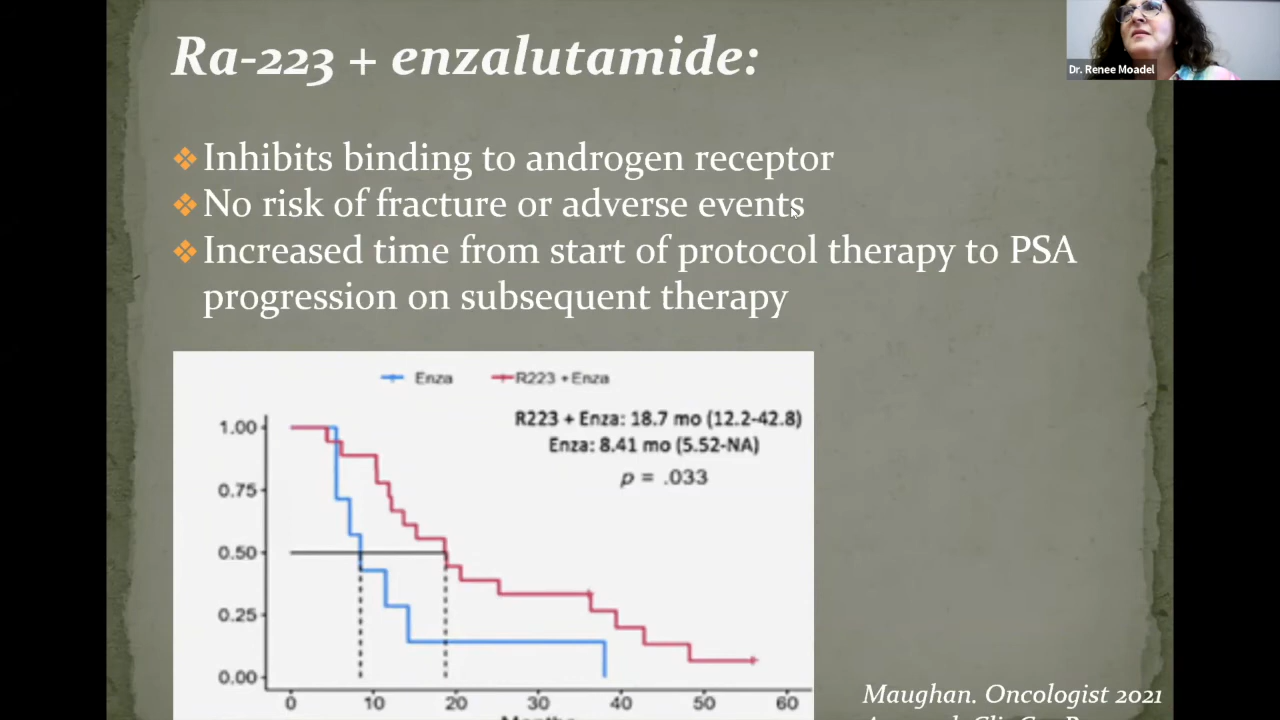 Ra-223 + enzalutamide:
Dr. Renee Moadel
Inhibits binding to androgen receptor
No risk of fracture or adverse events
Increased time from start of protocol therapy to PSA
progression on subsequent therapy
Enza R223 + Enza
R223 + Enza: 18.7 mo (12.2-42.8)
Enza: 8.41 mo (5.52-NA)
p = .033
1.00
0.75
0.50
0.25
0.00
0 10 20 30 40 50 60
Months
Maughan. Oncologist 2021